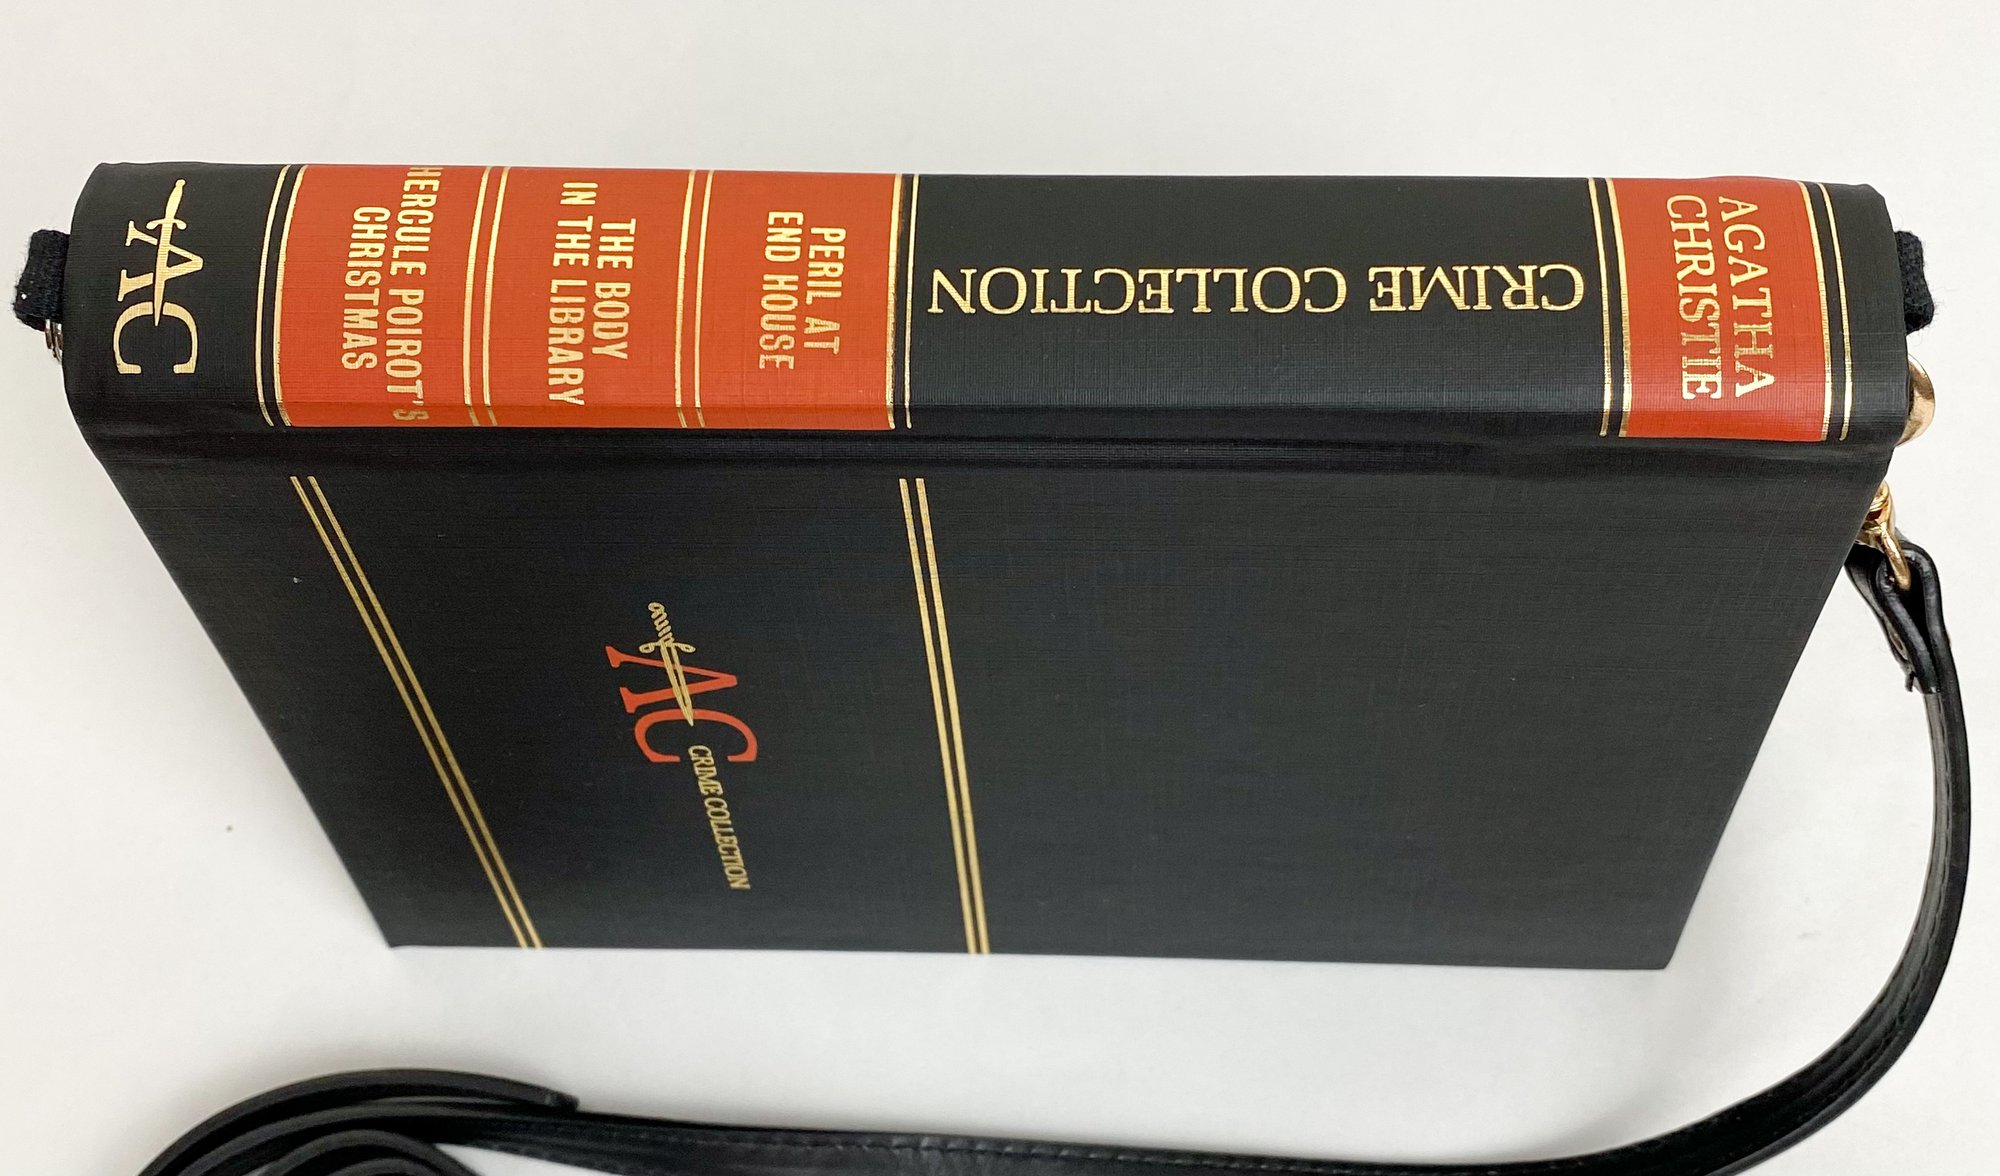 AGATHA
CHRISTIE
CRIME COLLECTION
PERIL AT
END HOUSE
THE BODY
IN THE LIBRARY
HERCULE POIROT'S
CHRISTMAS
AC
AC
CRIME COLLECTION